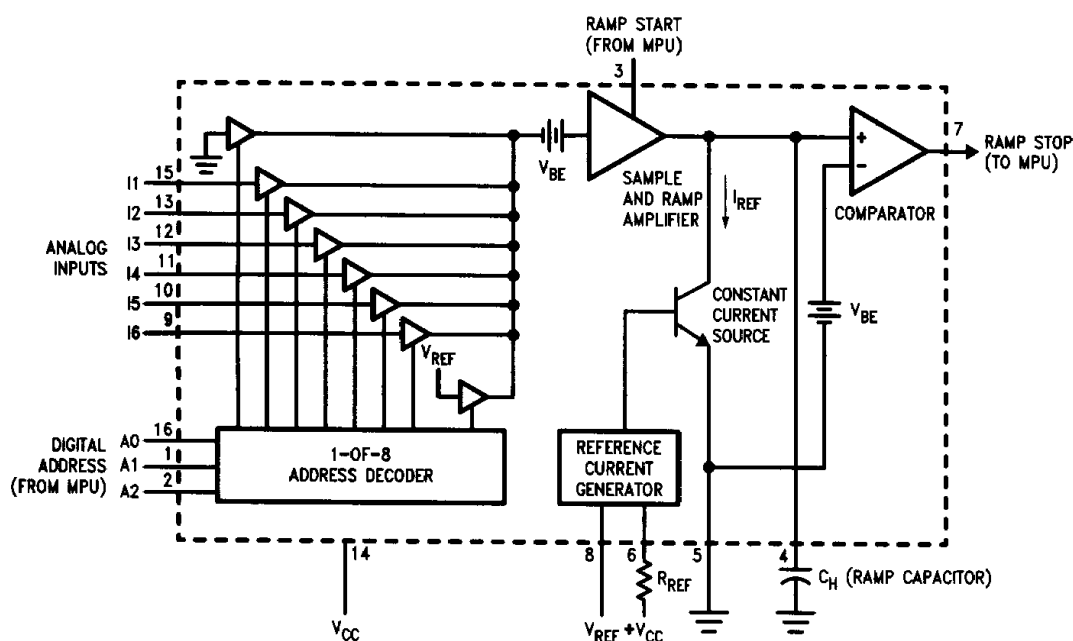 RAMP START
(FROM MPU)
3
7
RAMP STOP
(TO MPU)
V_BE
SAMPLE
AND RAMP
AMPLIFIER
I_REF
+
−
COMPARATOR
ANALOG
INPUTS
I1 15
I2 13
I3 12
I4 11
I5 10
I6 9
V_REF
CONSTANT
CURRENT
SOURCE
V_BE
DIGITAL
ADDRESS
(FROM MPU)
A0 16
A1 1
A2 2
1-OF-8
ADDRESS DECODER
REFERENCE
CURRENT
GENERATOR
14
8
6
5
4
R_REF
C_H (RAMP CAPACITOR)
V_CC
V_REF
+V_CC